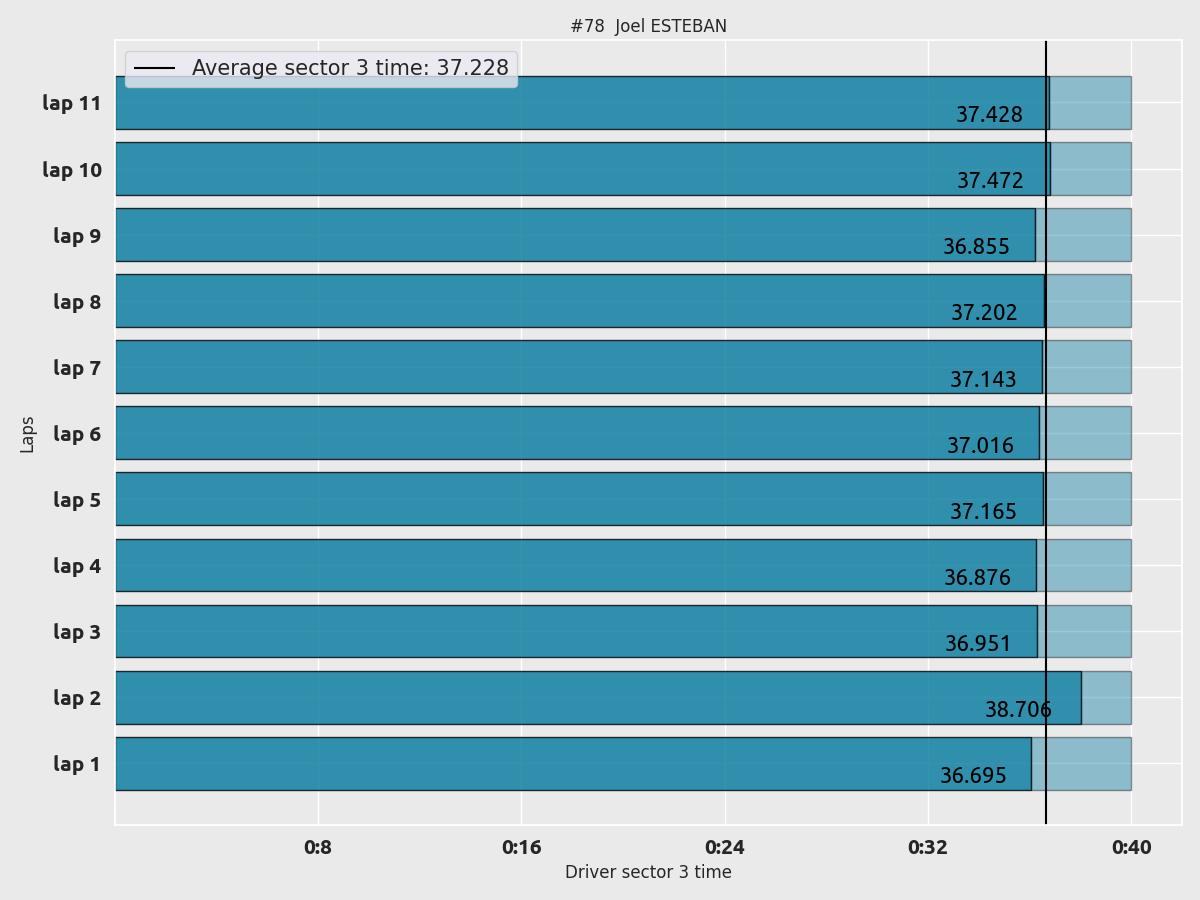 #78 Joel ESTEBAN
Average sector 3 time: 37.228
lap 11 37.428
lap 10 37.472
lap 9 36.855
lap 8 37.202
lap 7 37.143
lap 6 37.016
lap 5 37.165
lap 4 36.876
lap 3 36.951
lap 2 38.706
lap 1 36.695
Laps
0:8 0:16 0:24 0:32 0:40
Driver sector 3 time